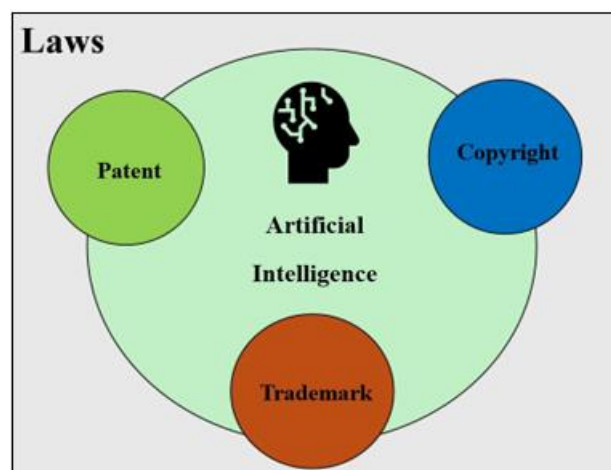 Laws
Patent
Copyright
Artificial
Intelligence
Trademark